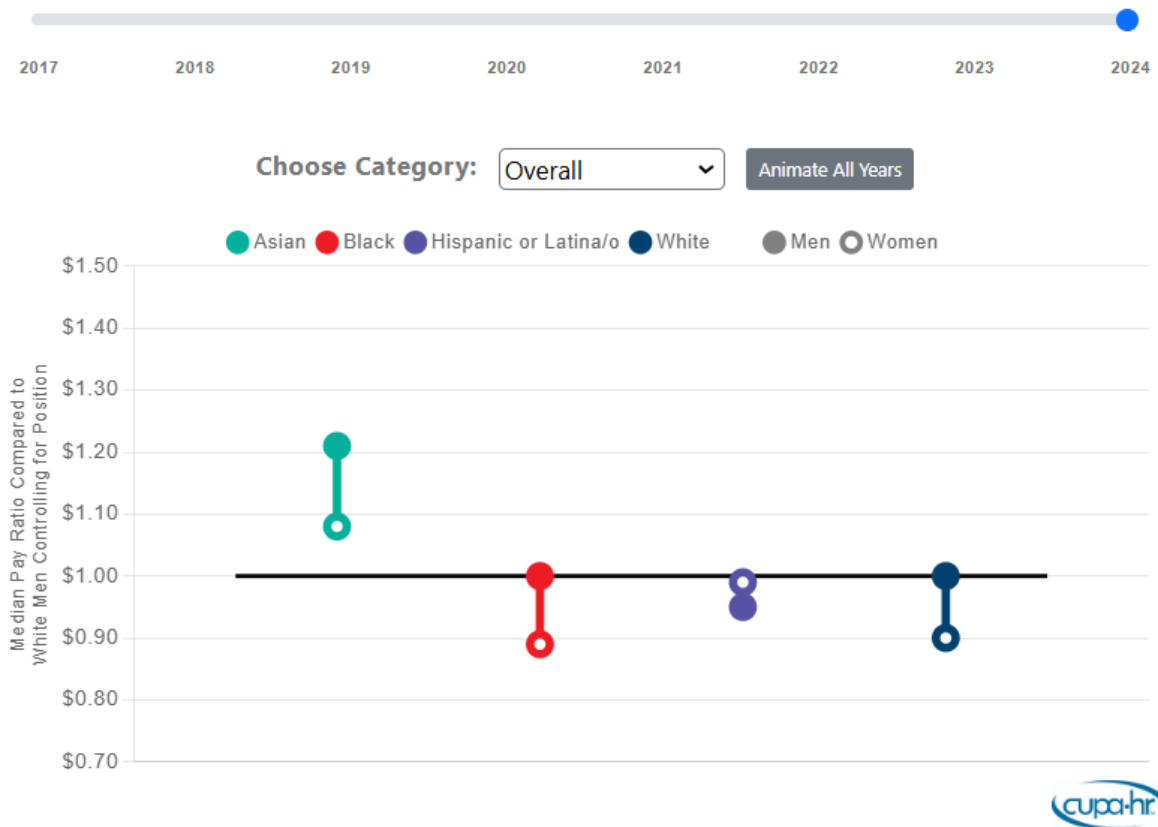 2017 2018 2019 2020 2021 2022 2023 2024
Choose Category: Overall Animate All Years
Asian Black Hispanic or Latina/o White Men Women
Median Pay Ratio Compared to
White Men Controlling for Position
$1.50
$1.40
$1.30
$1.20
$1.10
$1.00
$0.90
$0.80
$0.70
cupa-hr